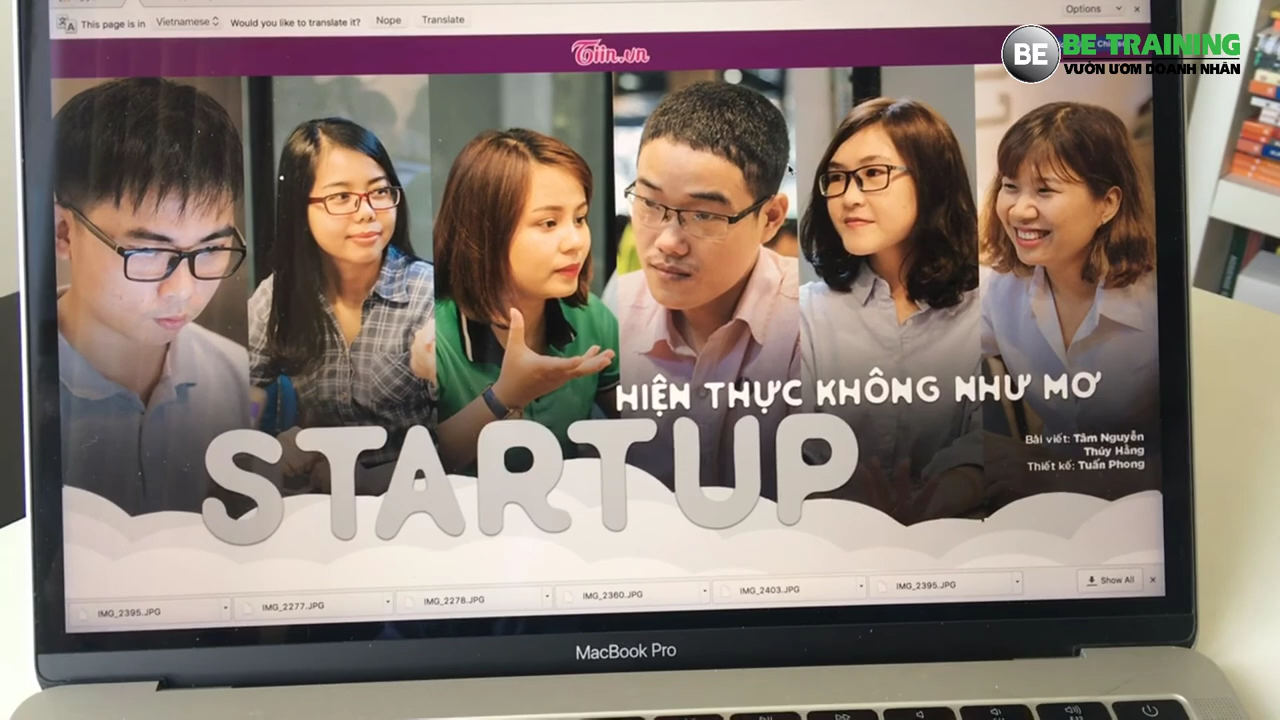 This page is in Vietnamese Would you like to translate it? Nope Translate
Options
Tiin.vn
BE
BE TRAINING
VƯỜN ƯƠM DOANH NHÂN
HIỆN THỰC KHÔNG NHƯ MƠ
STARTUP
Bài viết: Tâm Nguyễn
Thúy Hằng
Thiết kế: Tuấn Phong
IMG_2395.JPG
IMG_2277.JPG
IMG_2278.JPG
IMG_2360.JPG
IMG_2403.JPG
IMG_2395.JPG
Show All
MacBook Pro